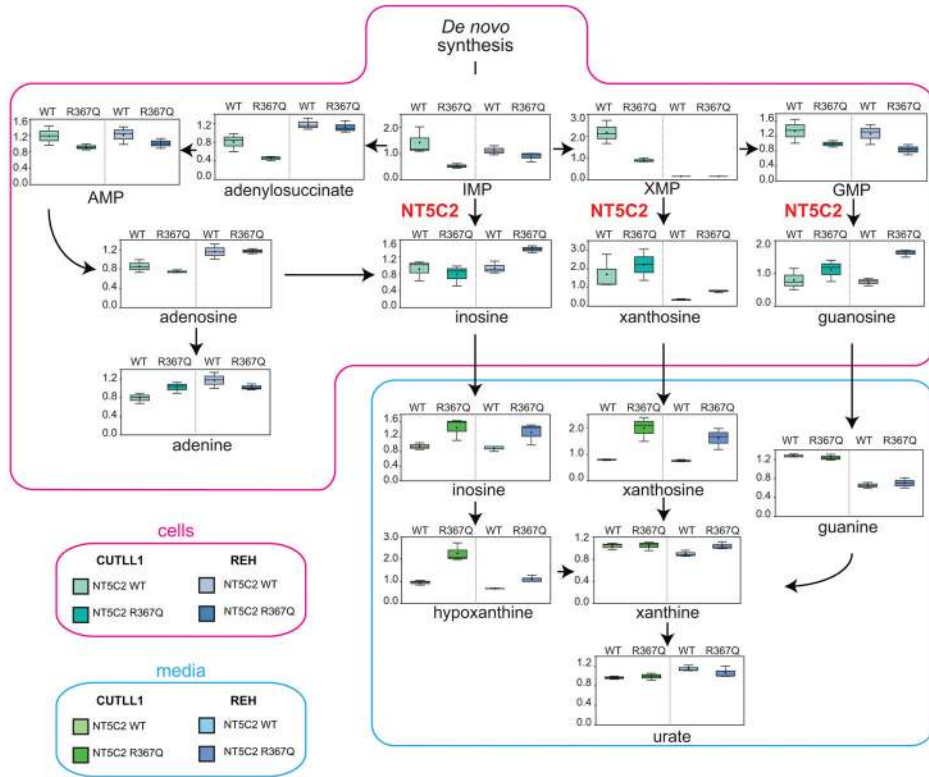 De novo
synthesis
WT R367Q WT R367Q
1.6
1.2
0.8
0.4
0.0
AMP
WT R367Q WT R367Q
1.2
0.8
0.4
0.0
adenylosuccinate
WT R367Q WT R367Q
2.0
1.0
0.0
IMP
WT R367Q WT R367Q
3.0
2.0
1.0
0.0
XMP
WT R367Q WT R367Q
1.6
1.2
0.8
0.4
0.0
GMP
NT5C2 NT5C2 NT5C2
WT R367Q WT R367Q
1.2
0.8
0.4
0.0
adenosine
WT R367Q WT R367Q
1.6
1.2
0.8
0.4
0.0
inosine
WT R367Q WT R367Q
3.0
2.0
1.0
0.0
xanthosine
WT R367Q WT R367Q
2.0
1.0
0.0
guanosine
WT R367Q WT R367Q
1.2
0.8
0.4
0.0
adenine
WT R367Q WT R367Q
1.6
1.2
0.8
0.4
0.0
inosine
WT R367Q WT R367Q
2.0
1.0
0.0
xanthosine
WT R367Q WT R367Q
1.2
0.8
0.4
0.0
guanine
WT R367Q WT R367Q
3.0
2.0
1.0
0.0
hypoxanthine
WT R367Q WT R367Q
1.2
0.8
0.4
0.0
xanthine
WT R367Q WT R367Q
1.2
0.8
0.4
0.0
urate
cells
CUTLL1 REH
NT5C2 WT NT5C2 WT
NT5C2 R367Q NT5C2 R367Q
media
CUTLL1 REH
NT5C2 WT NT5C2 WT
NT5C2 R367Q NT5C2 R367Q